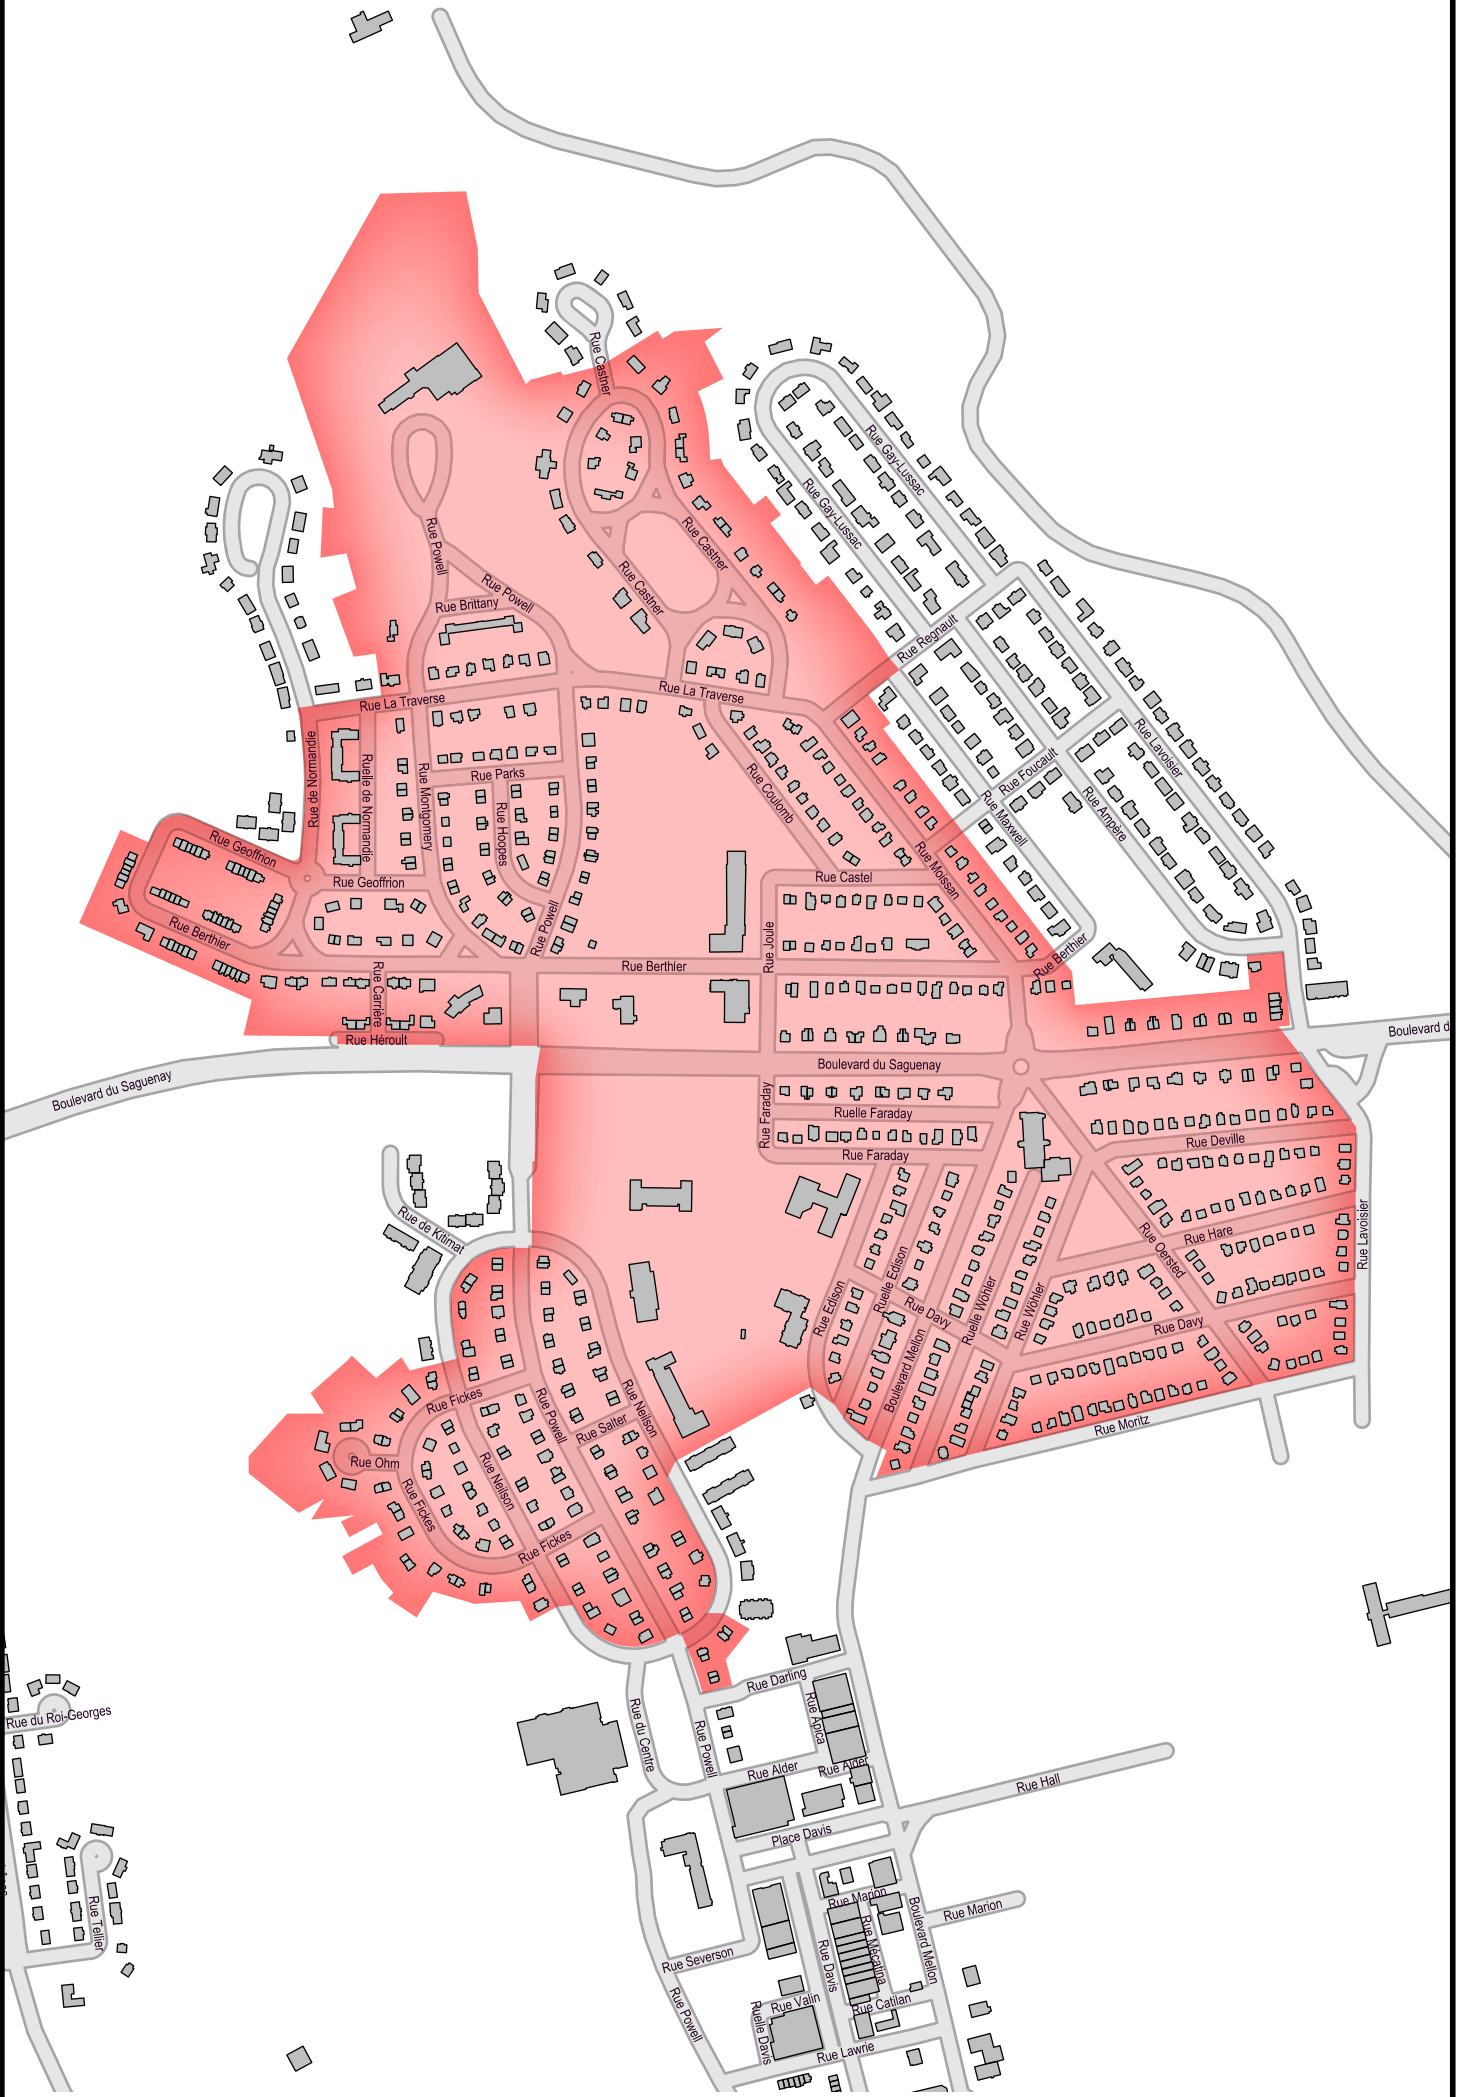 Rue Castner
Rue Gay-Lussac
Rue Gay-Lussac
Rue Castner
Rue Powell
Rue Castner
Rue Powell
Rue Brittany
Rue Regnault
Rue La Traverse
Rue La Traverse
Rue de Normandie
Ruelle de Normandie
Rue Montgomery
Rue Parks
Rue Hoopes
Rue Coulomb
Rue Foucault
Rue Lavoisier
Rue Maxwell
Rue Ampère
Rue Geoffrion
Rue Geoffrion
Rue Castel
Rue Moissan
Rue Berthier
Rue Powell
Rue Joule
Rue Berthier
Rue Berthier
Rue Carrière
Rue Héroult
Boulevard d
Boulevard du Saguenay
Boulevard du Saguenay
Rue Faraday
Ruelle Faraday
Rue Faraday
Rue Deville
Rue de Kitimat
Rue Hare
Rue Oersted
Rue Lavoisier
Rue Edison
Ruelle Edison
Rue Davy
Ruelle Wöhler
Rue Wöhler
Rue Davy
Boulevard Mellon
Rue Moritz
Rue Fickes
Rue Powell
Rue Neilson
Rue Salter
Rue Ohm
Rue Fickes
Rue Neilson
Rue Fickes
Rue du Roi-Georges
Rue Tellier
Rue Darling
Rue du Centre
Rue Powell
Rue Apica
Rue Alder
Rue Alder
Rue Hall
Place Davis
Rue Marion
Rue Marion
Rue Mécatina
Boulevard Mellon
Rue Severson
Rue Davis
Rue Powell
Rue Valin
Ruelle Davis
Rue Catilan
Rue Lawrie